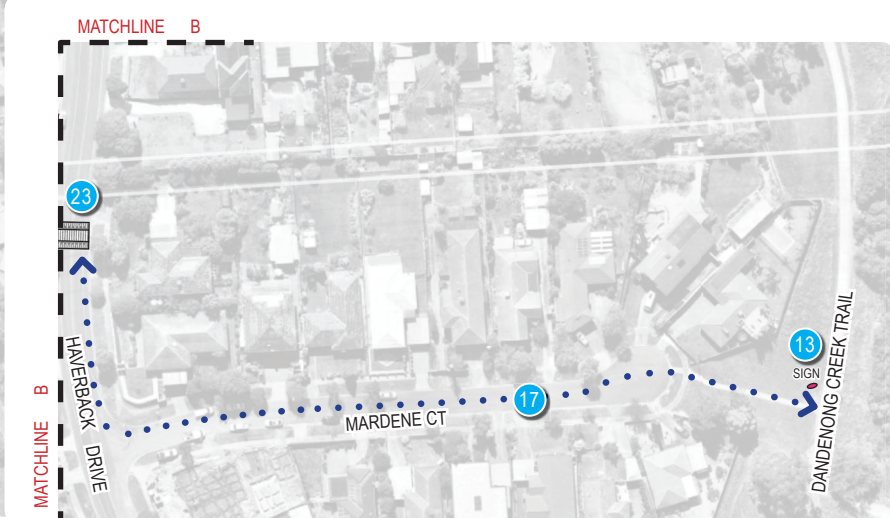 MATCHLINE B
23
13
SIGN
HAVERBACK DRIVE
MATCHLINE B
17
MARDENE CT
DANDENONG CREEK TRAIL